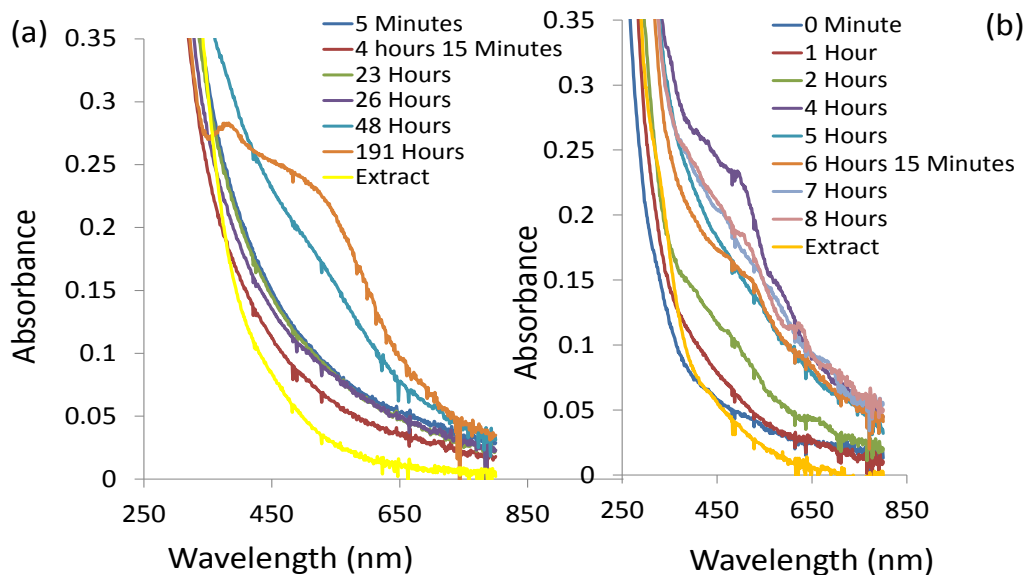 (a)
5 Minutes
4 hours 15 Minutes
23 Hours
26 Hours
48 Hours
191 Hours
Extract
0.35
0.3
0.25
0.2
0.15
0.1
0.05
0
250
450
650
850
Absorbance
Wavelength (nm)
(b)
0 Minute
1 Hour
2 Hours
4 Hours
5 Hours
6 Hours 15 Minutes
7 Hours
8 Hours
Extract
0.35
0.3
0.25
0.2
0.15
0.1
0.05
0
250
450
650
850
Absorbance
Wavelength (nm)